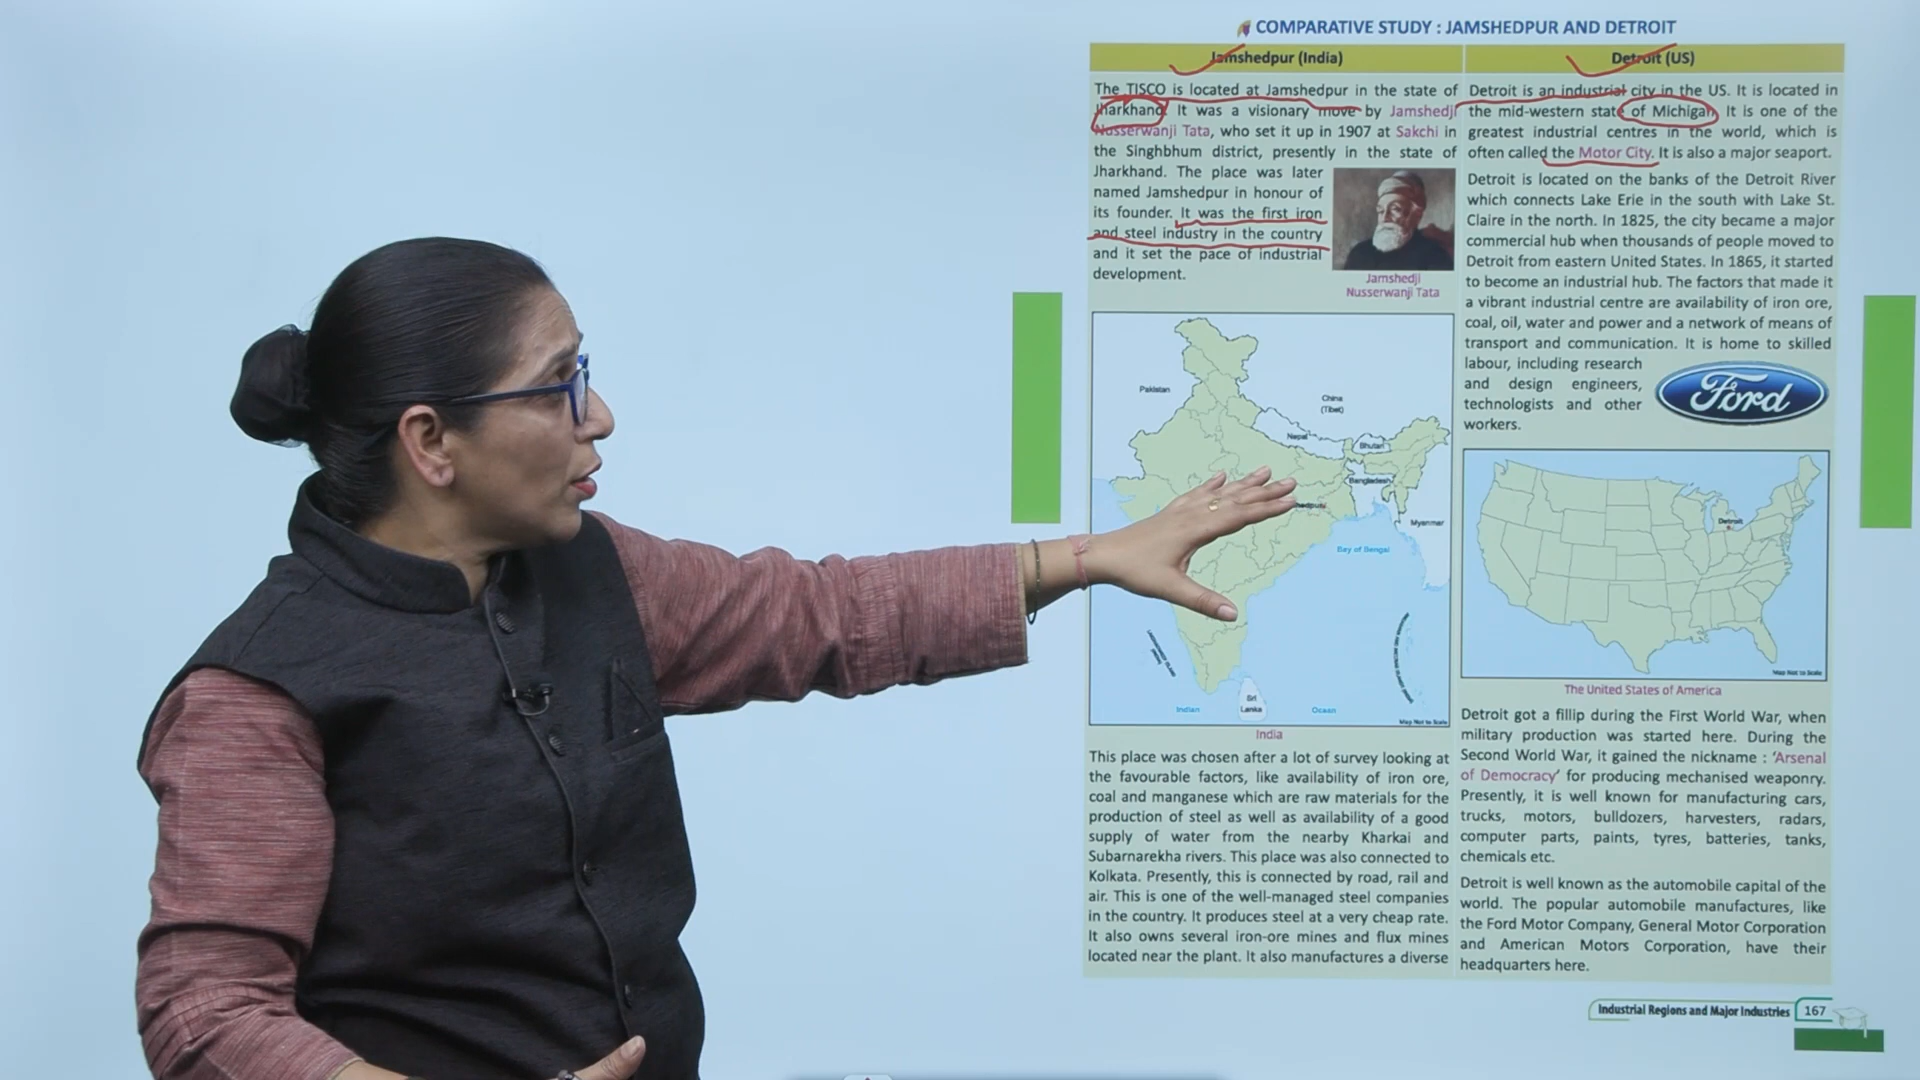 COMPARATIVE STUDY : JAMSHEDPUR AND DETROIT
Jamshedpur (India)
The TISCO is located at Jamshedpur in the state of
Jharkhand. It was a visionary move by Jamshedji
Nusserwanji Tata, who set it up in 1907 at Sakchi in
the Singhbhum district, presently in the state of
Jharkhand. The place was later
named Jamshedpur in honour of
its founder. It was the first iron
and steel industry in the country
and it set the pace of industrial
development.
Jamshedji
Nusserwanji Tata
Pakistan
China
(Tibet)
Nepal
Bhutan
Bangladesh
Myanmar
Bay of Bengal
Sri
Lanka
Indian
Ocean
Map Not to Scale
India
This place was chosen after a lot of survey looking at
the favourable factors, like availability of iron ore,
coal and manganese which are raw materials for the
production of steel as well as availability of a good
supply of water from the nearby Kharkai and
Subarnarekha rivers. This place was also connected to
Kolkata. Presently, this is connected by road, rail and
air. This is one of the well-managed steel companies
in the country. It produces steel at a very cheap rate.
It also owns several iron-ore mines and flux mines
located near the plant. It also manufactures a diverse
Detroit (US)
Detroit is an industrial city in the US. It is located in
the mid-western state of Michigan. It is one of the
greatest industrial centres in the world, which is
often called the Motor City. It is also a major seaport.
Detroit is located on the banks of the Detroit River
which connects Lake Erie in the south with Lake St.
Claire in the north. In 1825, the city became a major
commercial hub when thousands of people moved to
Detroit from eastern United States. In 1865, it started
to become an industrial hub. The factors that made it
a vibrant industrial centre are availability of iron ore,
coal, oil, water and power and a network of means of
transport and communication. It is home to skilled
labour, including research
and design engineers,
technologists and other
workers.
Ford
Detroit
Map Not to Scale
The United States of America
Detroit got a fillip during the First World War, when
military production was started here. During the
Second World War, it gained the nickname : 'Arsenal
of Democracy' for producing mechanised weaponry.
Presently, it is well known for manufacturing cars,
trucks, motors, bulldozers, harvesters, radars,
computer parts, paints, tyres, batteries, tanks,
chemicals etc.
Detroit is well known as the automobile capital of the
world. The popular automobile manufactures, like
the Ford Motor Company, General Motor Corporation
and American Motors Corporation, have their
headquarters here.
Industrial Regions and Major Industries 167